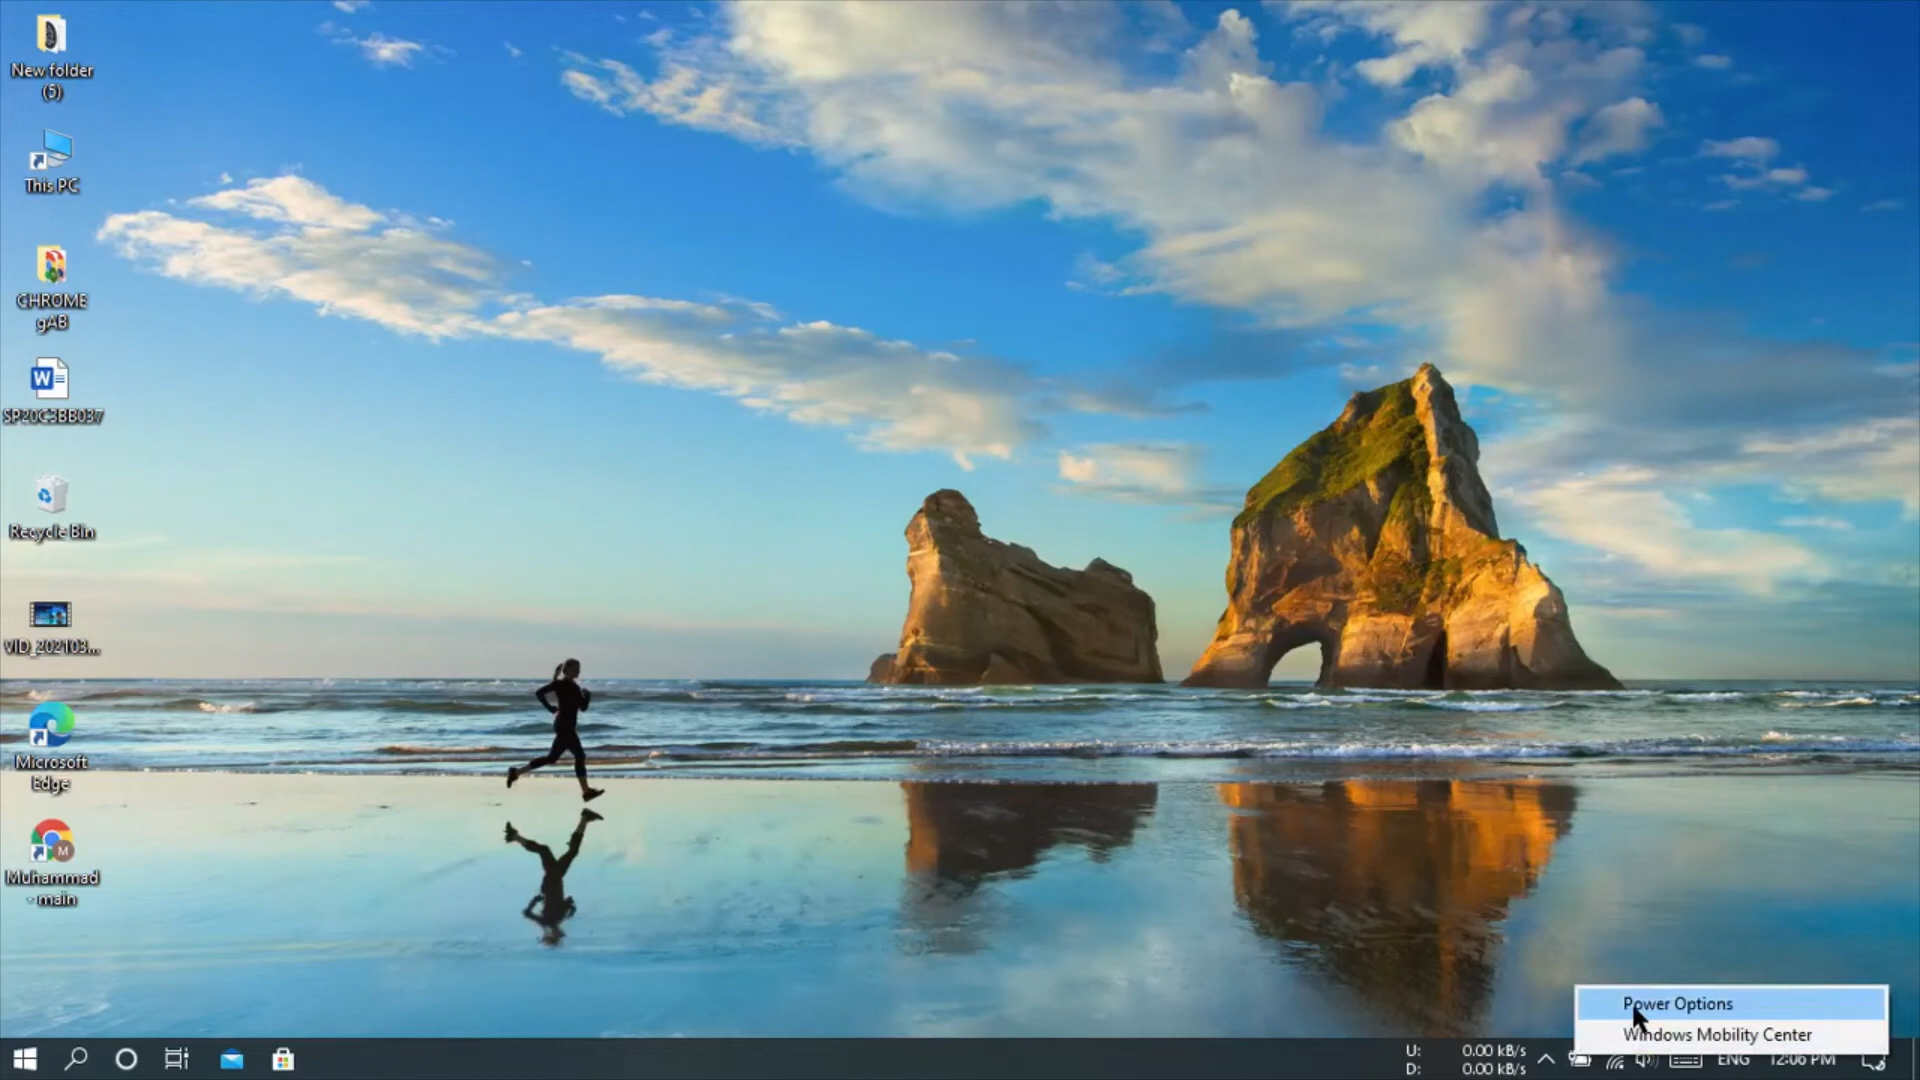 New folder
(5)
This PC
CHROME
gAB
W
SP20C3BB037
Recycle Bin
VID_202103...
Microsoft
Edge
M
Muhammad
- main
Power Options
Windows Mobility Center
U: 0.00 kB/s
D: 0.00 kB/s
ENG
12:06 PM